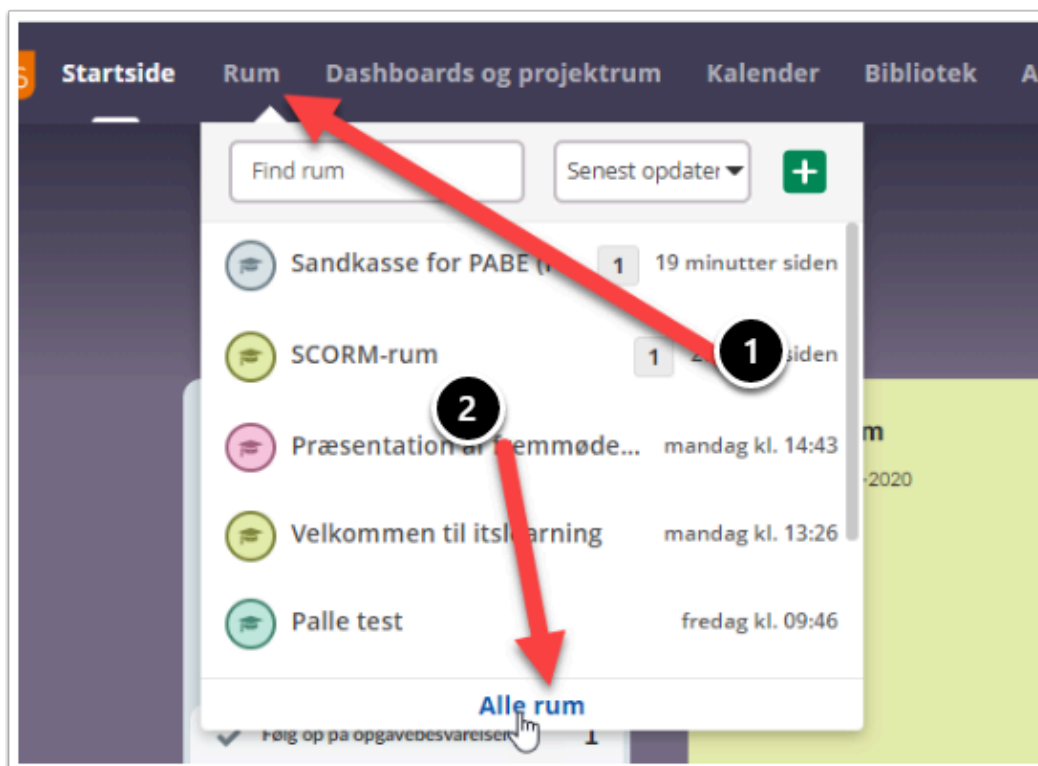 S
Startside Rum Dashboards og projektrum Kalender Bibliotek A
Find rum Senest opdater
Sandkasse for PABE 1 19 minutter siden
SCORM-rum 1 siden
1
2
Præsentation af fremmøde... mandag kl. 14:43
m
-2020
Velkommen til itslearning mandag kl. 13:26
Palle test fredag kl. 09:46
Alle rum
Følg op på opgavebesvarelser 1